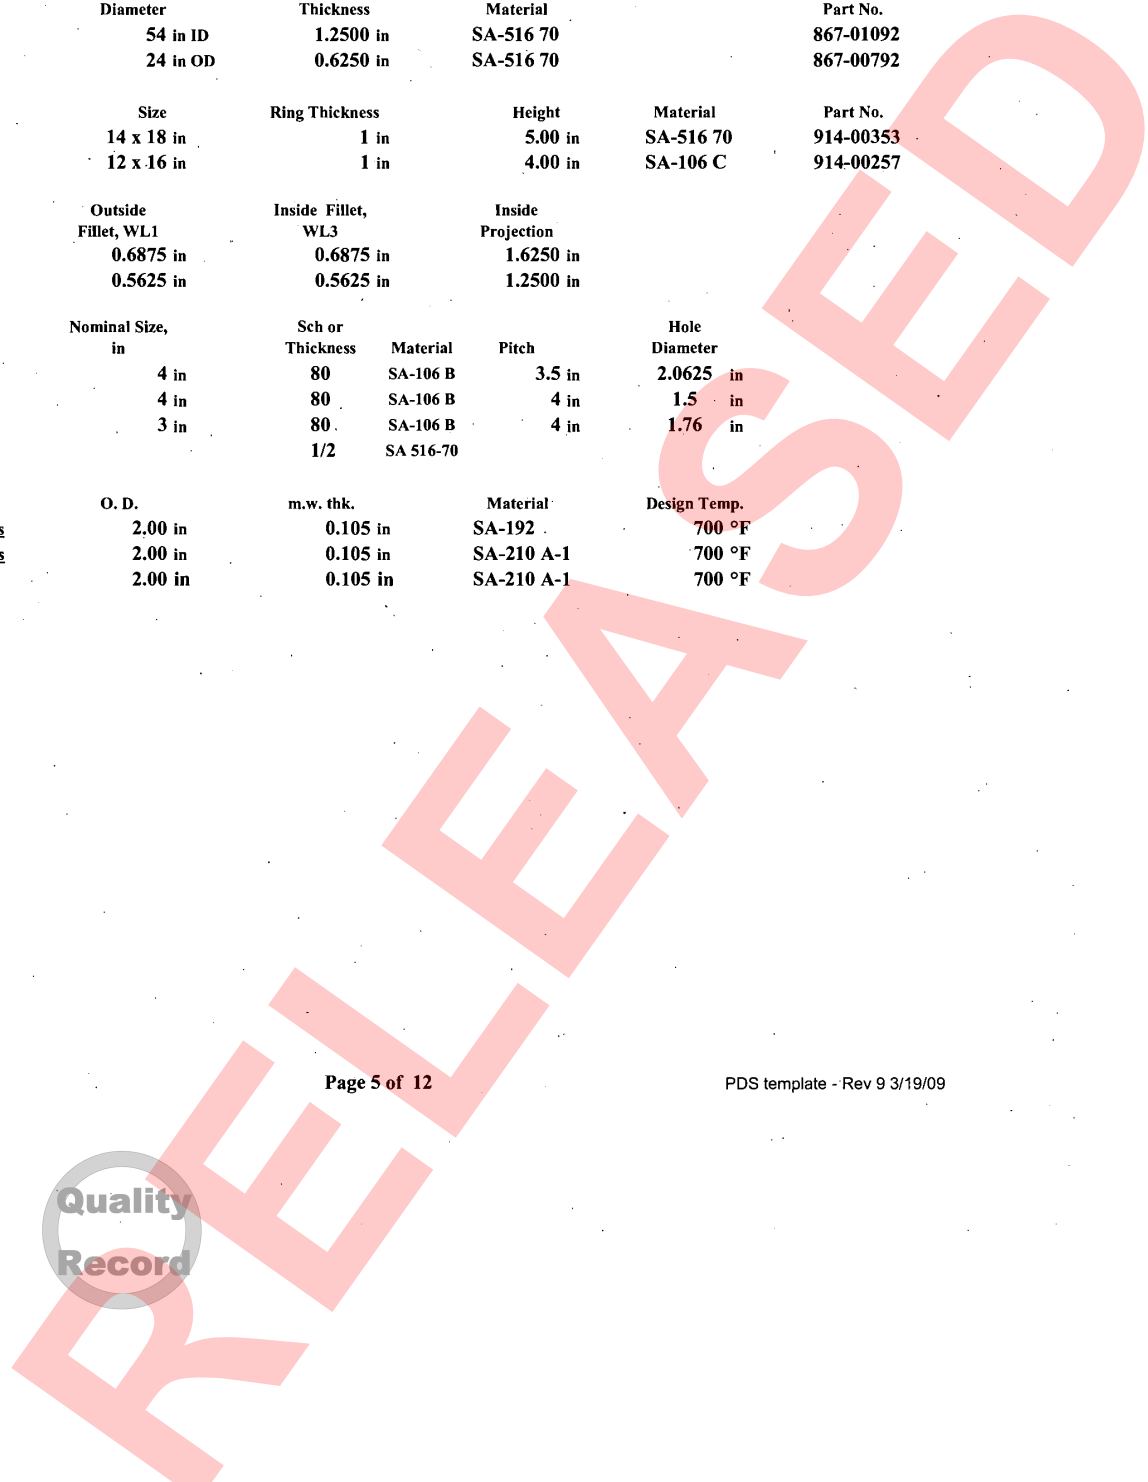 Diameter Thickness Material Part No.
54 in ID 1.2500 in SA-516 70 867-01092
24 in OD 0.6250 in SA-516 70 867-00792
Size Ring Thickness Height Material Part No.
14 x 18 in 1 in 5.00 in SA-516 70 914-00353
12 x 16 in 1 in 4.00 in SA-106 C 914-00257
Outside Inside Fillet, Inside
Fillet, WL1 WL3 Projection
0.6875 in 0.6875 in 1.6250 in
0.5625 in 0.5625 in 1.2500 in
Nominal Size, Sch or Hole
in Thickness Material Pitch Diameter
4 in 80 SA-106 B 3.5 in 2.0625 in
4 in 80 SA-106 B 4 in 1.5 in
3 in 80 SA-106 B 4 in 1.76 in
1/2 SA 516-70
O. D. m.w. thk. Material Design Temp.
s 2.00 in 0.105 in SA-192 700 °F
s 2.00 in 0.105 in SA-210 A-1 700 °F
2.00 in 0.105 in SA-210 A-1 700 °F
Page 5 of 12 PDS template - Rev 9 3/19/09
Quality
Record
RELEASED